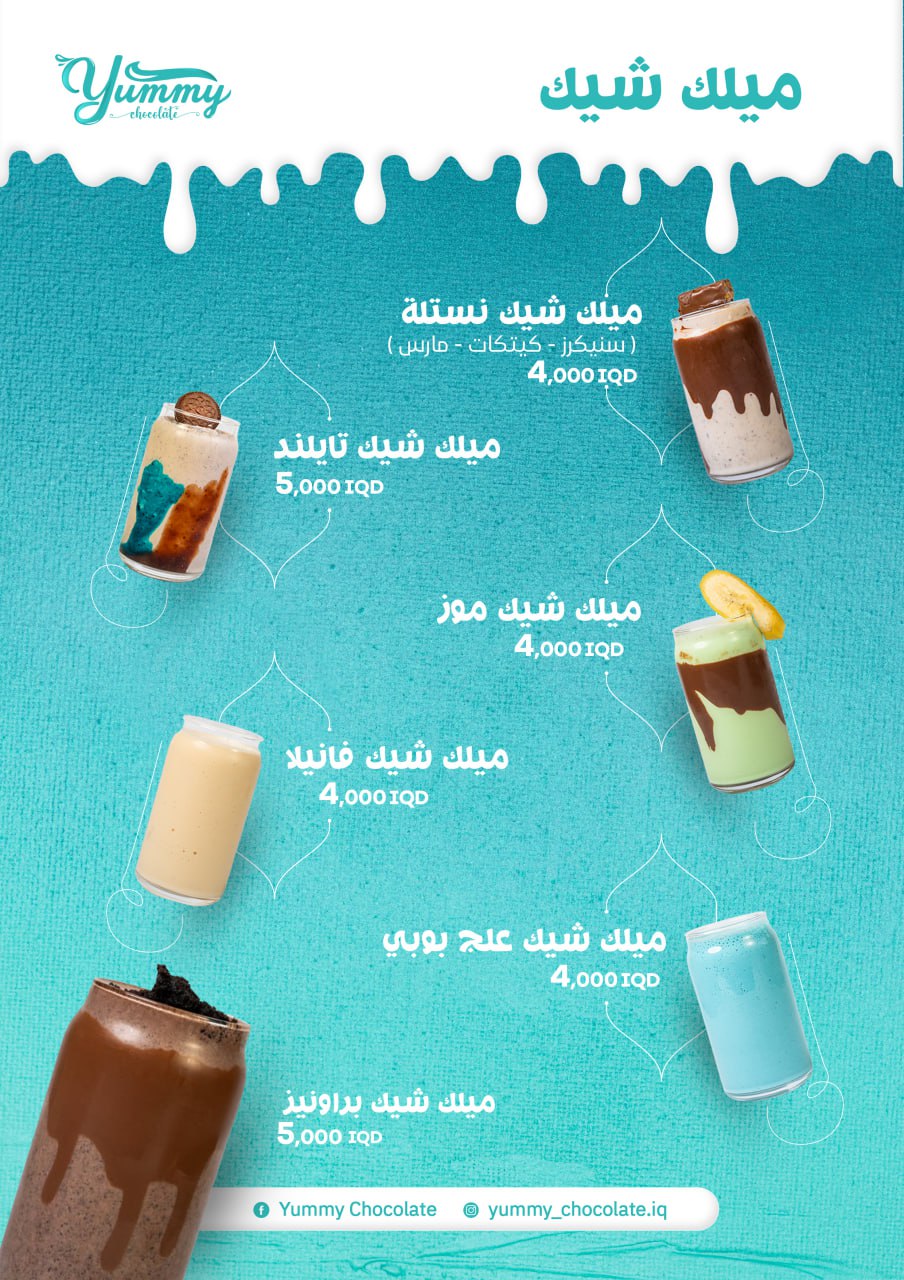 Yummy
chocolate
ميلك شيك
ميلك شيك نستلة
( سنيكرز - كيتكات - مارس )
4,000 IQD
ميلك شيك تايلند
5,000 IQD
ميلك شيك موز
4,000 IQD
ميلك شيك فانيلا
4,000 IQD
ميلك شيك علج بوبي
4,000 IQD
ميلك شيك براونيز
5,000 IQD
Yummy Chocolate yummy_chocolate.iq